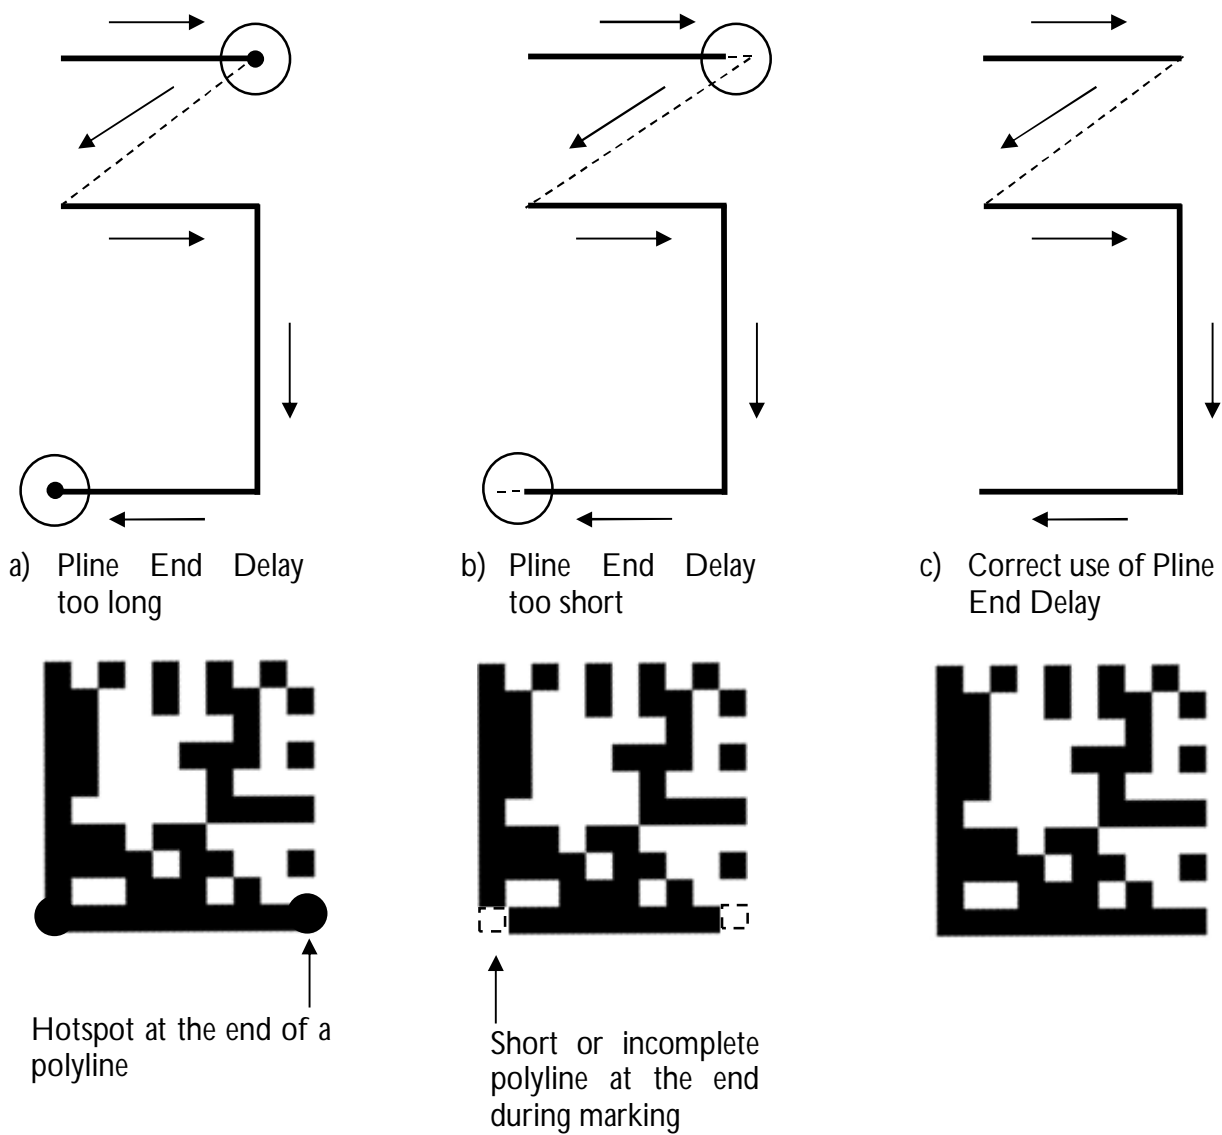 a) Pline End Delay
too long
b) Pline End Delay
too short
c) Correct use of Pline
End Delay
Hotspot at the end of a
polyline
Short or incomplete
polyline at the end
during marking